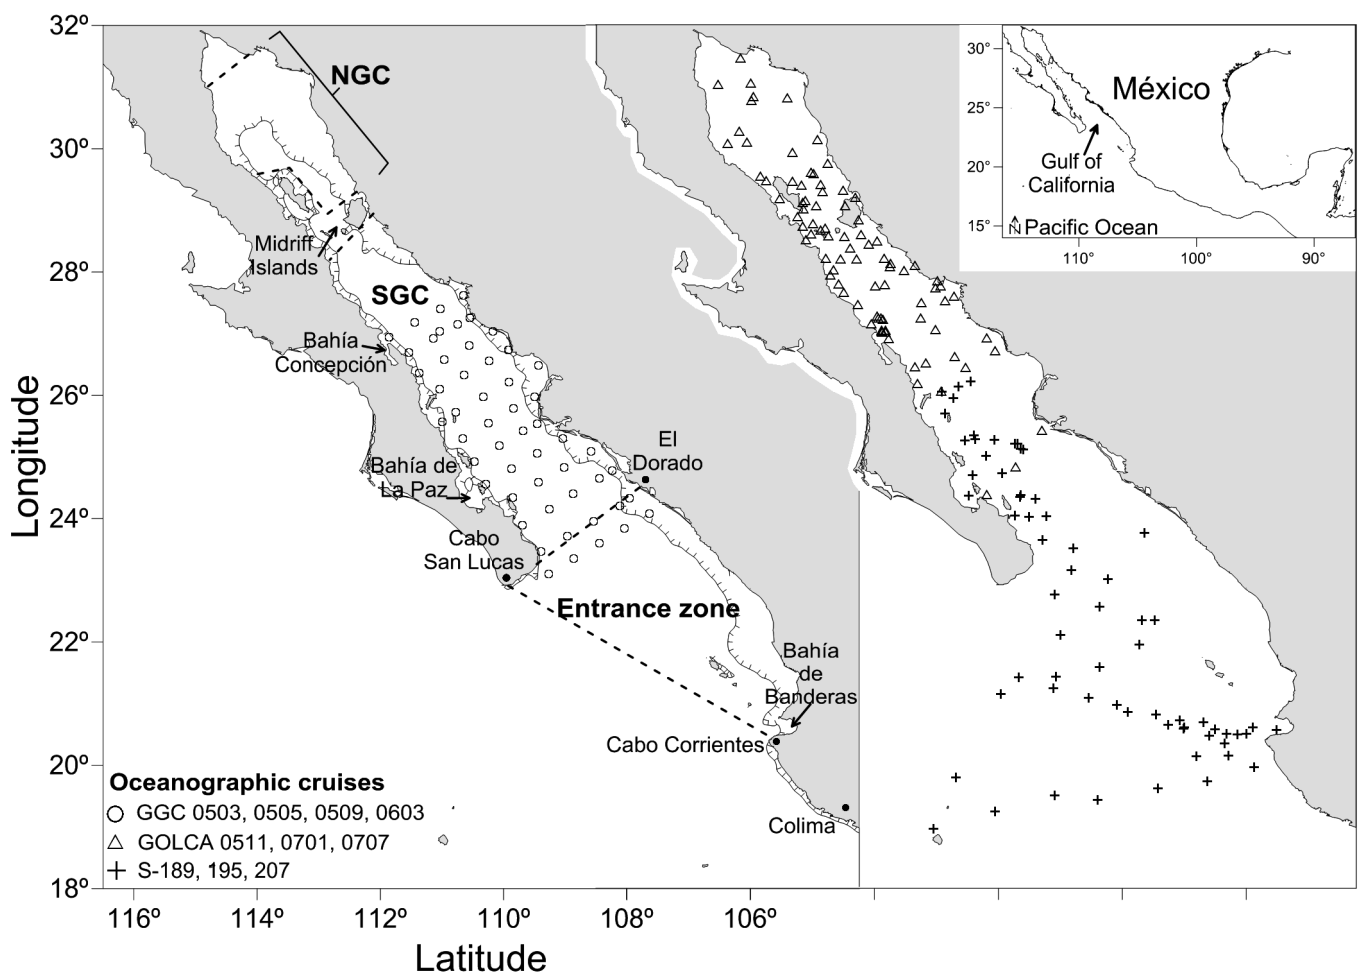 32º
30º
28º
26º
24º
22º
20º
18º
Longitude
NGC
Midriff
Islands
SGC
Bahía
Concepción
Bahía de
La Paz
El
Dorado
Cabo
San Lucas
Entrance zone
Bahía
de
Banderas
Cabo Corrientes
Colima
Oceanographic cruises
GGC 0503, 0505, 0509, 0603
GOLCA 0511, 0701, 0707
S-189, 195, 207
116º
114º
112º
110º
108º
106º
Latitude
30°
25°
20°
15°
México
Gulf of
California
N Pacific Ocean
110°
100°
90°